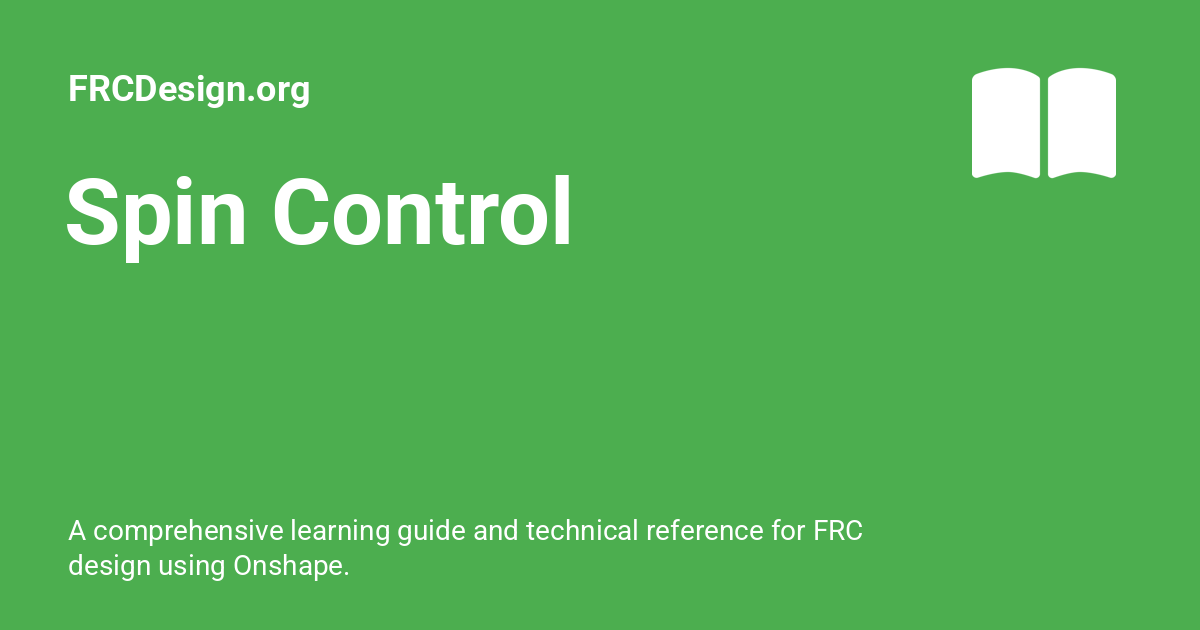 FRCDesign.org
Spin Control
A comprehensive learning guide and technical reference for FRC
design using Onshape.